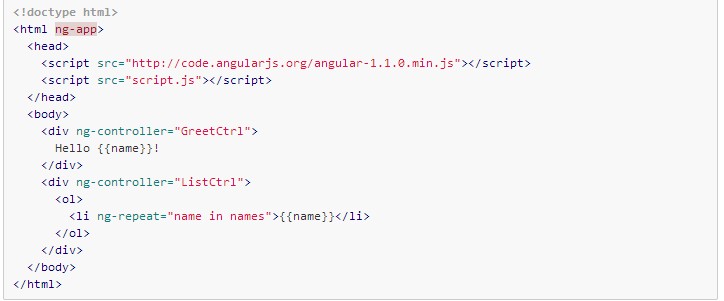 <!doctype html>
<html ng-app>
  <head>
    <script src="http://code.angularjs.org/angular-1.1.0.min.js"></script>
    <script src="script.js"></script>
  </head>
  <body>
    <div ng-controller="GreetCtrl">
      Hello {{name}}!
    </div>
    <div ng-controller="ListCtrl">
      <ol>
        <li ng-repeat="name in names">{{name}}</li>
      </ol>
    </div>
  </body>
</html>